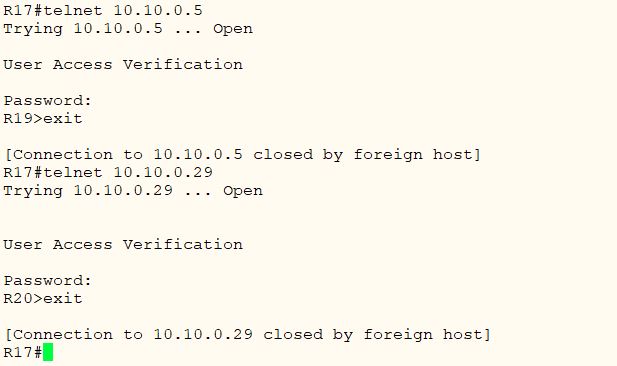 R17#telnet 10.10.0.5
Trying 10.10.0.5 ... Open
User Access Verification
Password:
R19>exit
[Connection to 10.10.0.5 closed by foreign host]
R17#telnet 10.10.0.29
Trying 10.10.0.29 ... Open
User Access Verification
Password:
R20>exit
[Connection to 10.10.0.29 closed by foreign host]
R17#